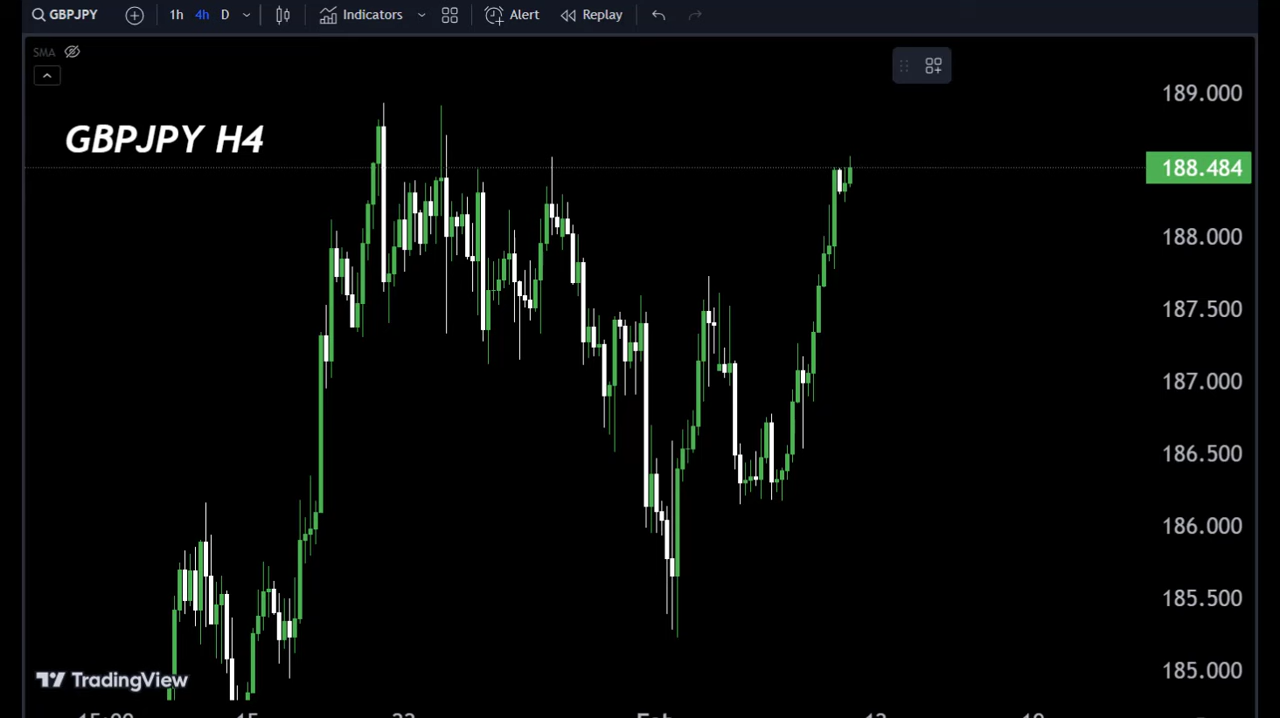 GBPJPY 1h 4h D Indicators Alert Replay
SMA
189.000
GBPJPY H4
188.484
188.000
187.500
187.000
186.500
186.000
185.500
185.000
TradingView